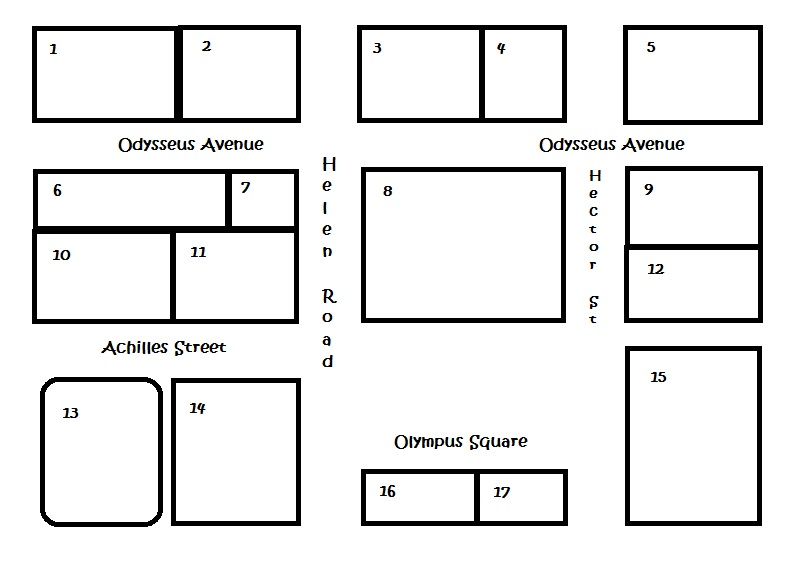 1
2
3
4
5
Odysseus Avenue
Odysseus Avenue
6
7
Helen Road
8
Hector St
9
10
11
12
Achilles Street
13
14
15
Olympus Square
16
17